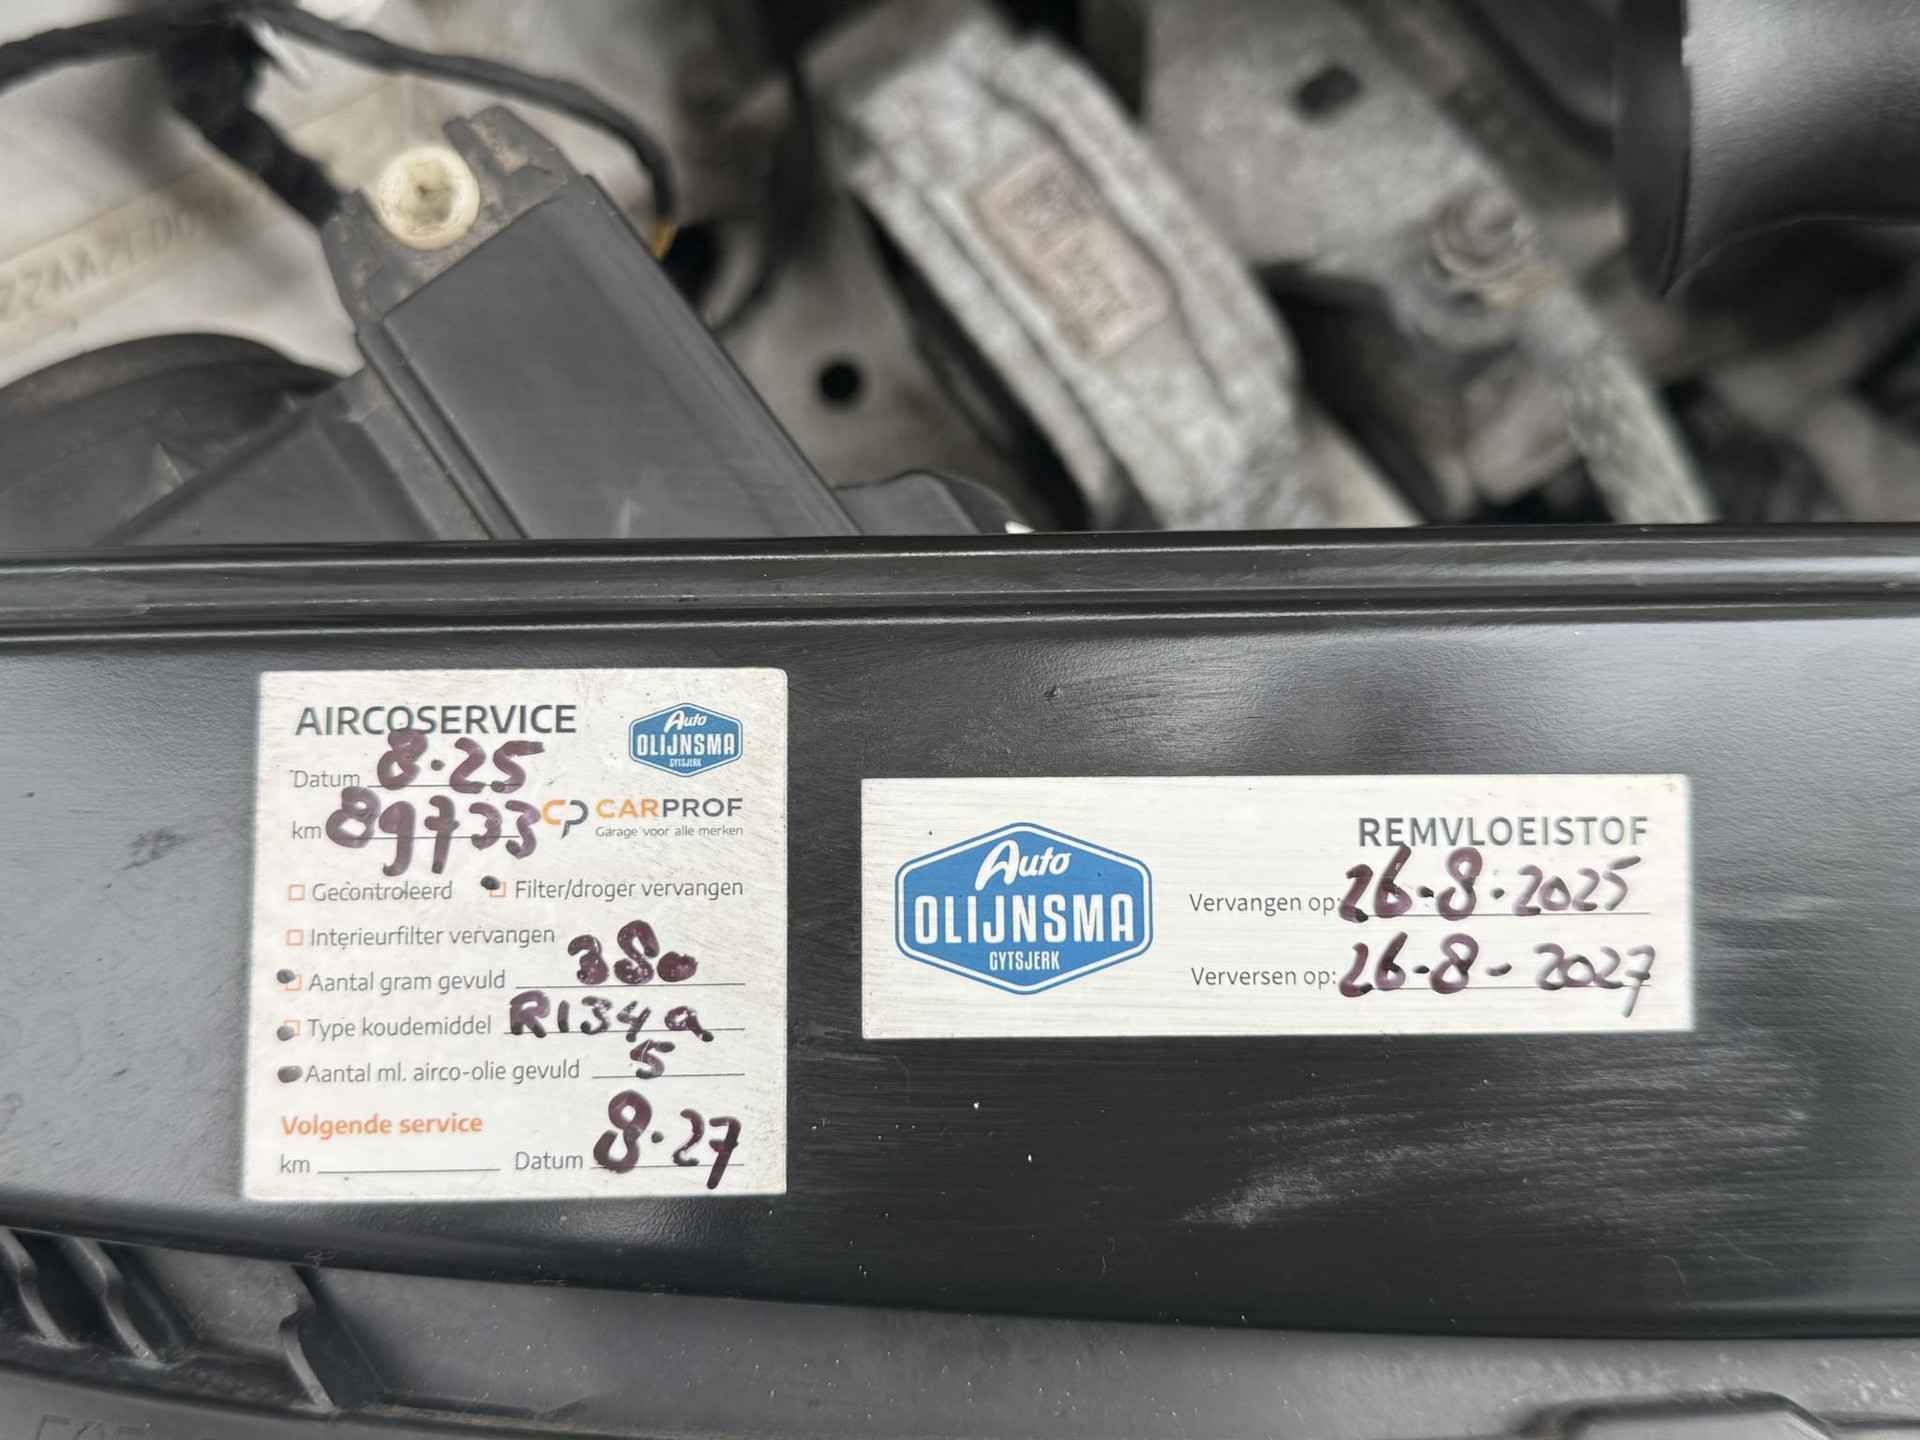 AIRCOSERVICE
Auto
OLIJNSMA
GYTSJERK
Datum 8.25
km 89733
CP CARPROF
Garage voor alle merken
Gecontroleerd Filter/droger vervangen
Interieurfilter vervangen
Aantal gram gevuld 380
Type koudemiddel R134a
Aantal ml. airco-olie gevuld 5
Volgende service
km Datum 8.27
Auto
OLIJNSMA
GYTSJERK
REMVLOEISTOF
Vervangen op: 26-8-2025
Verversen op: 26-8-2027